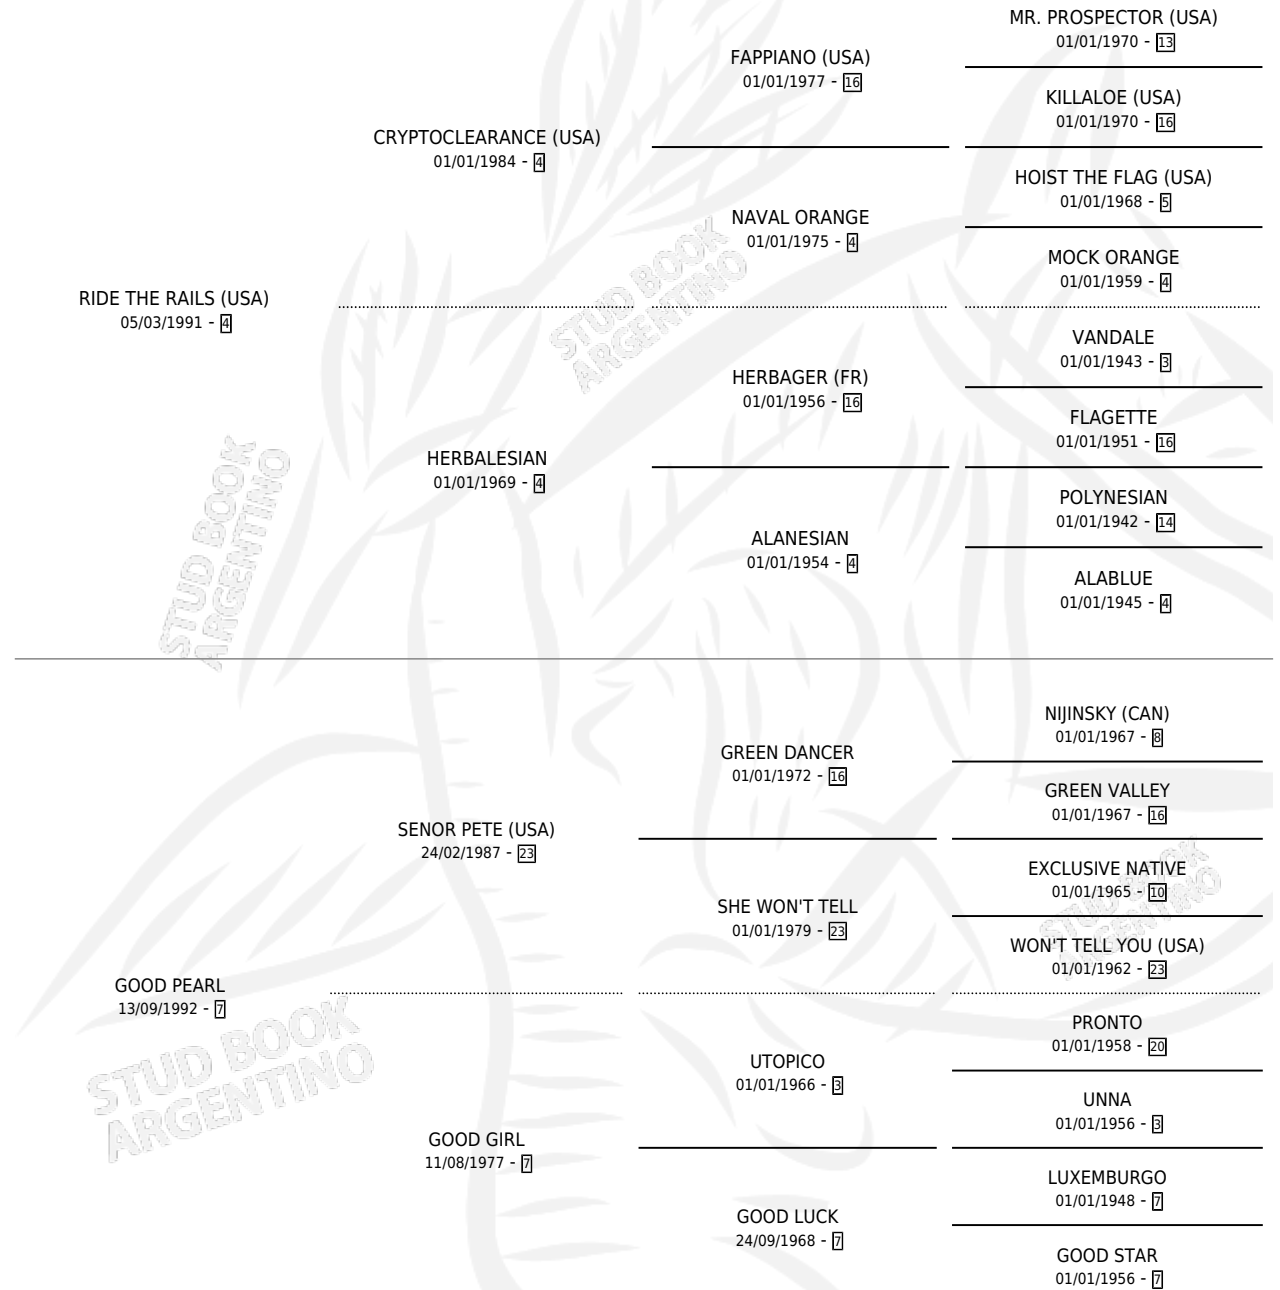 MR. PROSPECTOR (USA)
01/01/1970 - 13
FAPPIANO (USA)
01/01/1977 - 16
KILLALOE (USA)
01/01/1970 - 16
CRYPTOCLEARANCE (USA)
01/01/1984 - 4
HOIST THE FLAG (USA)
01/01/1968 - 5
NAVAL ORANGE
01/01/1975 - 4
MOCK ORANGE
01/01/1959 - 4
RIDE THE RAILS (USA)
05/03/1991 - 4
VANDALE
01/01/1943 - 3
HERBAGER (FR)
01/01/1956 - 16
FLAGETTE
01/01/1951 - 16
HERBALESIAN
01/01/1969 - 4
POLYNESIAN
01/01/1942 - 14
ALANESIAN
01/01/1954 - 4
ALABLUE
01/01/1945 - 4
NIJINSKY (CAN)
01/01/1967 - 8
GREEN DANCER
01/01/1972 - 16
GREEN VALLEY
01/01/1967 - 16
SENOR PETE (USA)
24/02/1987 - 23
EXCLUSIVE NATIVE
01/01/1965 - 10
SHE WON'T TELL
01/01/1979 - 23
WON'T TELL YOU (USA)
01/01/1962 - 23
GOOD PEARL
13/09/1992 - 7
PRONTO
01/01/1958 - 20
UTOPICO
01/01/1966 - 3
UNNA
01/01/1956 - 3
GOOD GIRL
11/08/1977 - 7
LUXEMBURGO
01/01/1948 - 7
GOOD LUCK
24/09/1968 - 7
GOOD STAR
01/01/1956 - 7
STUD BOOK
ARGENTINO
STUD BOOK
ARGENTINO
STUD BOOK
ARGENTINO
STUD BOOK
ARGENTINO